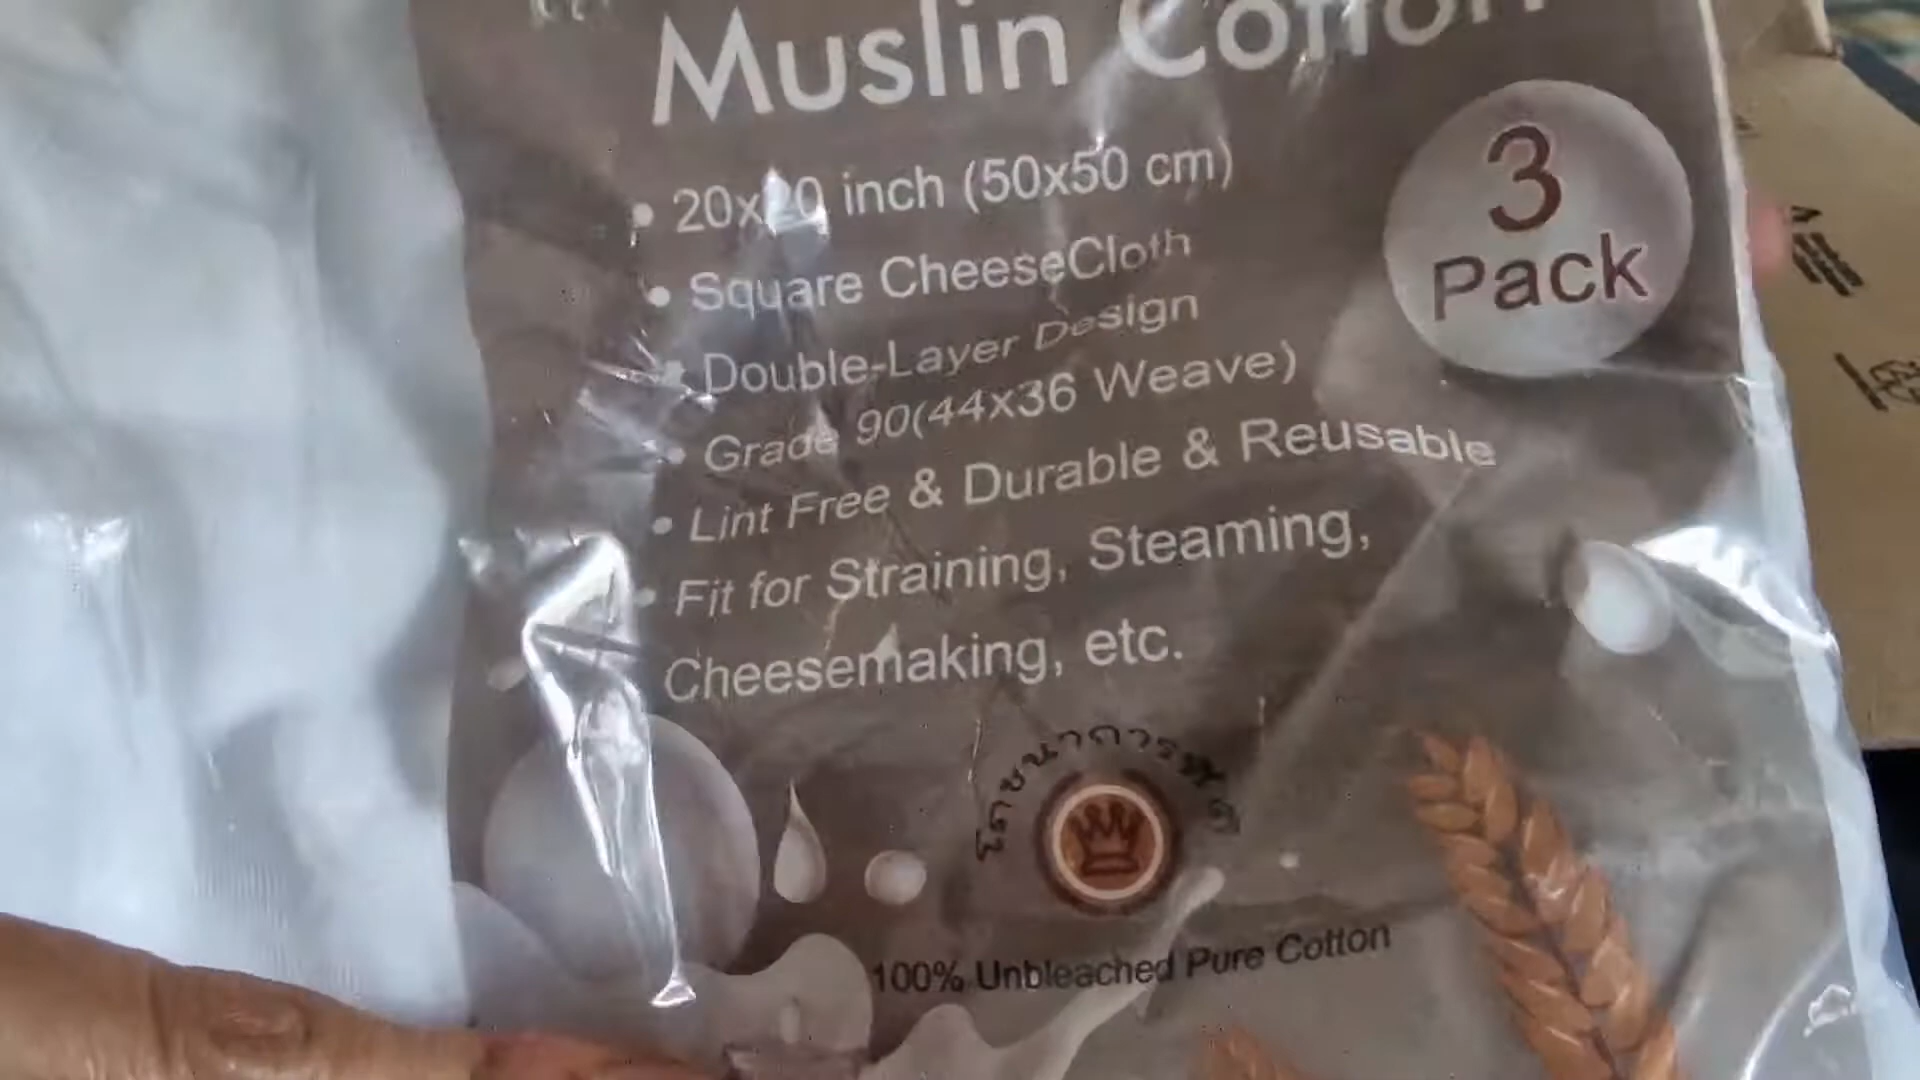 Muslin Cotton
3
Pack
• 20x20 inch (50x50 cm)
• Square CheeseCloth
• Double-Layer Design
• Grade 90(44x36 Weave)
• Lint Free & Durable & Reusable
• Fit for Straining, Steaming,
Cheesemaking, etc.
100% Unbleached Pure Cotton